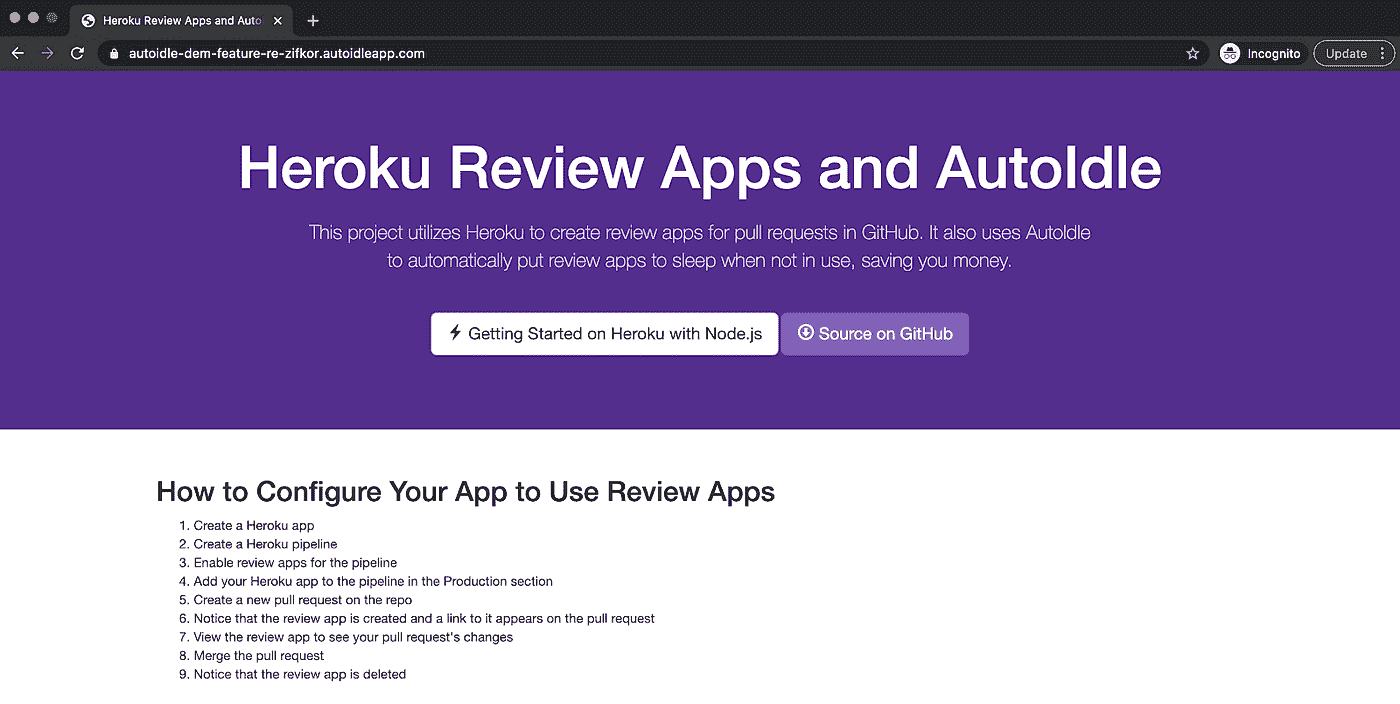 Heroku Review Apps and Auto
autoidle-dem-feature-re-zifkor.autoidleapp.com
Incognito
Update
Heroku Review Apps and AutoIdle
This project utilizes Heroku to create review apps for pull requests in GitHub. It also uses AutoIdle
to automatically put review apps to sleep when not in use, saving you money.
Getting Started on Heroku with Node.js
Source on GitHub
How to Configure Your App to Use Review Apps
1. Create a Heroku app
2. Create a Heroku pipeline
3. Enable review apps for the pipeline
4. Add your Heroku app to the pipeline in the Production section
5. Create a new pull request on the repo
6. Notice that the review app is created and a link to it appears on the pull request
7. View the review app to see your pull request's changes
8. Merge the pull request
9. Notice that the review app is deleted